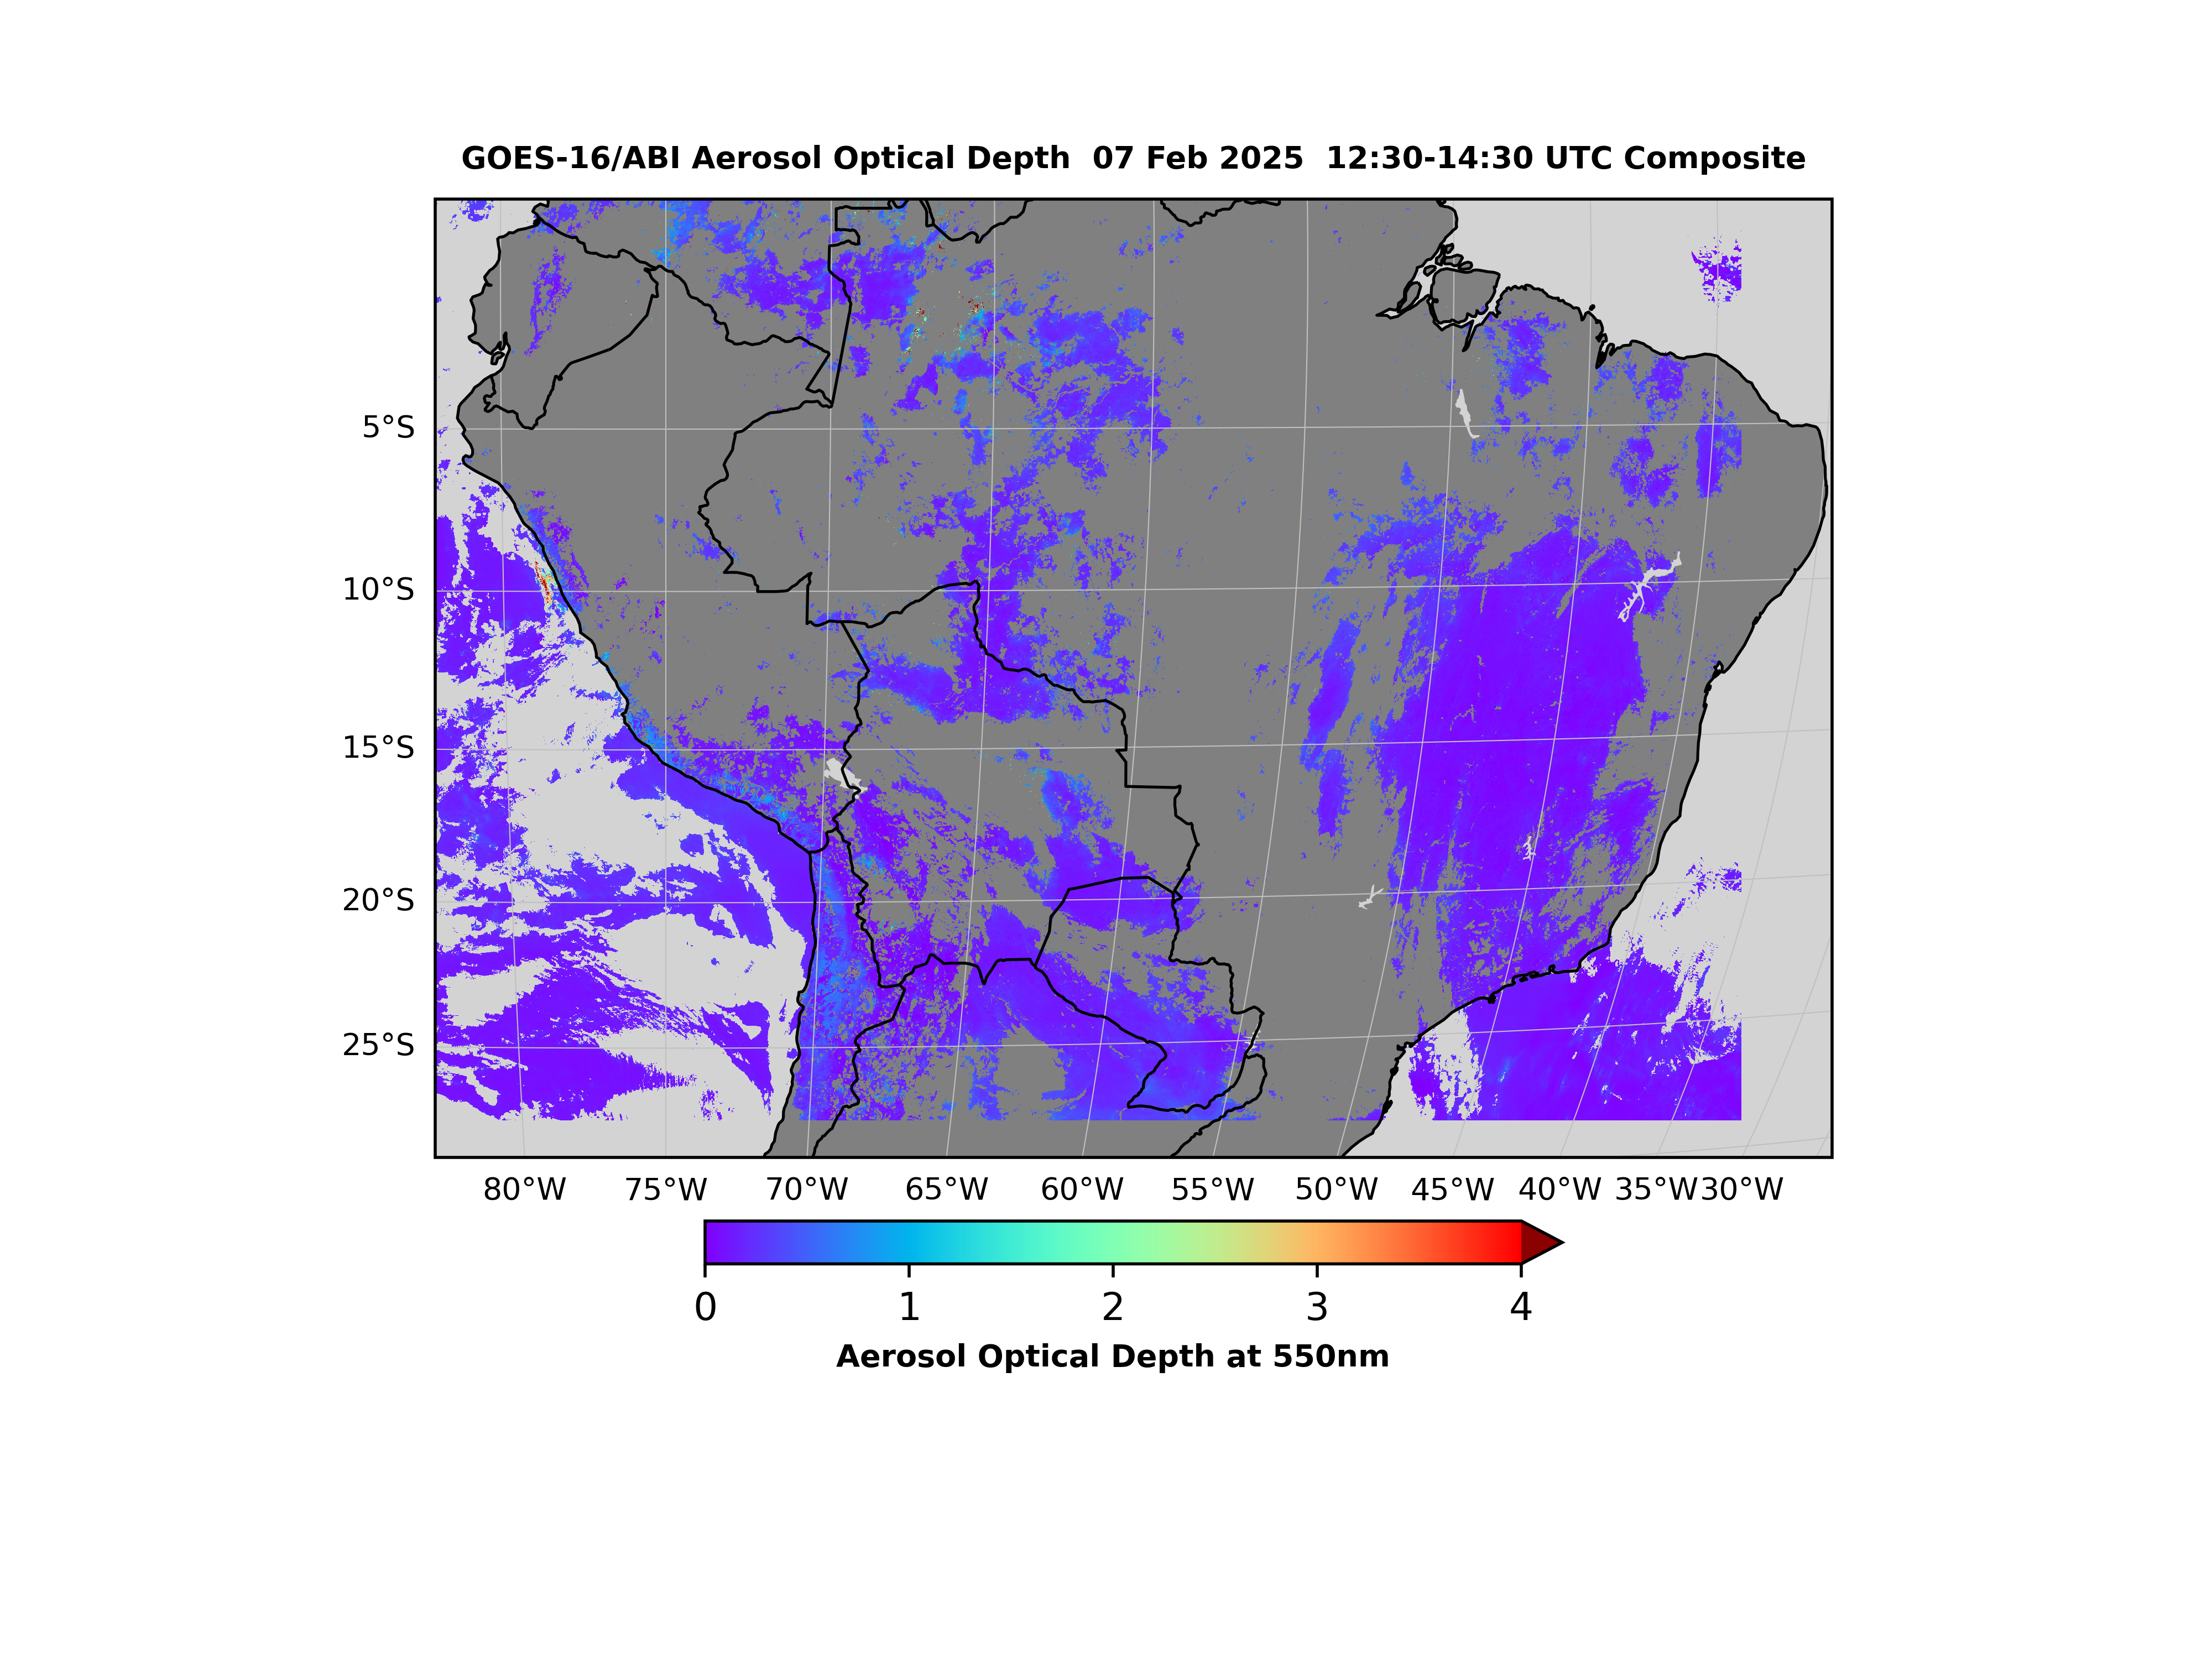 GOES-16/ABI Aerosol Optical Depth  07 Feb 2025  12:30-14:30 UTC Composite
5°S
10°S
15°S
20°S
25°S
80°W 75°W 70°W 65°W 60°W 55°W 50°W 45°W 40°W 35°W 30°W
0 1 2 3 4
Aerosol Optical Depth at 550nm